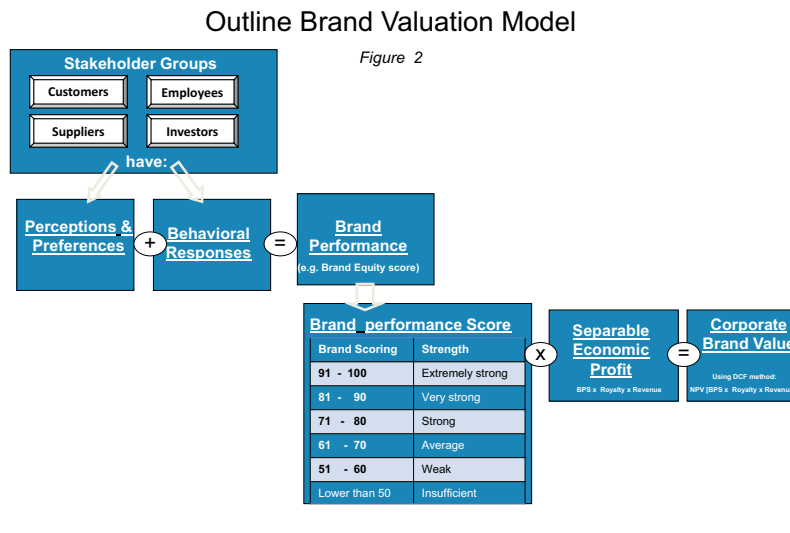 Outline Brand Valuation Model
Figure 2
Stakeholder Groups
Customers
Employees
Suppliers
Investors
have:
Perceptions &
Preferences
+
Behavioral
Responses
=
Brand
Performance
(e.g. Brand Equity score)
Brand performance Score
Brand Scoring Strength
91 - 100 Extremely strong
81 - 90 Very strong
71 - 80 Strong
61 - 70 Average
51 - 60 Weak
Lower than 50 Insufficient
x
Separable
Economic
Profit
BPS x Royalty x Revenue
=
Corporate
Brand Value
Using DCF method:
NPV [BPS x Royalty x Revenu